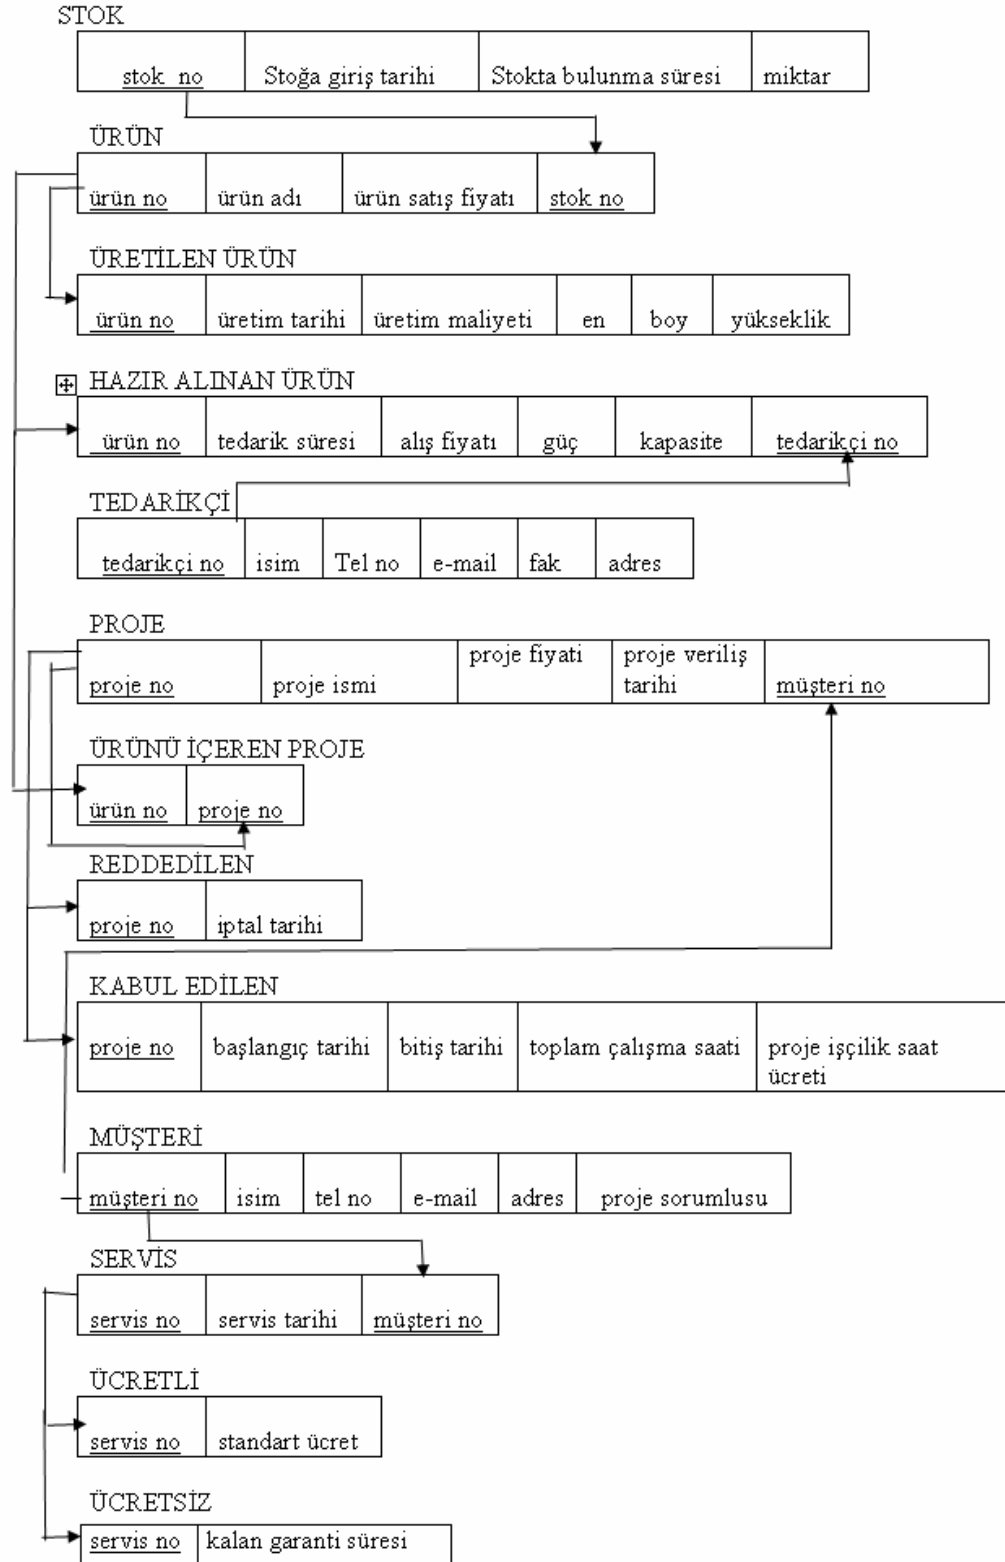 STOK
stok no Stoğa giriş tarihi Stokta bulunma süresi miktar
ÜRÜN
ürün no ürün adı ürün satış fiyatı stok no
ÜRETİLEN ÜRÜN
ürün no üretim tarihi üretim maliyeti en boy yükseklik
HAZIR ALINAN ÜRÜN
ürün no tedarik süresi alış fiyatı güç kapasite tedarikçi no
TEDARİKÇİ
tedarikçi no isim Tel no e-mail fak adres
PROJE
proje no proje ismi proje fiyati proje veriliş tarihi müşteri no
ÜRÜNÜ İÇEREN PROJE
ürün no proje no
REDDEDİLEN
proje no iptal tarihi
KABUL EDİLEN
proje no başlangıç tarihi bitiş tarihi toplam çalışma saati proje işçilik saat ücreti
MÜŞTERİ
müşteri no isim tel no e-mail adres proje sorumlusu
SERVİS
servis no servis tarihi müşteri no
ÜCRETLİ
servis no standart ücret
ÜCRETSİZ
servis no kalan garanti süresi